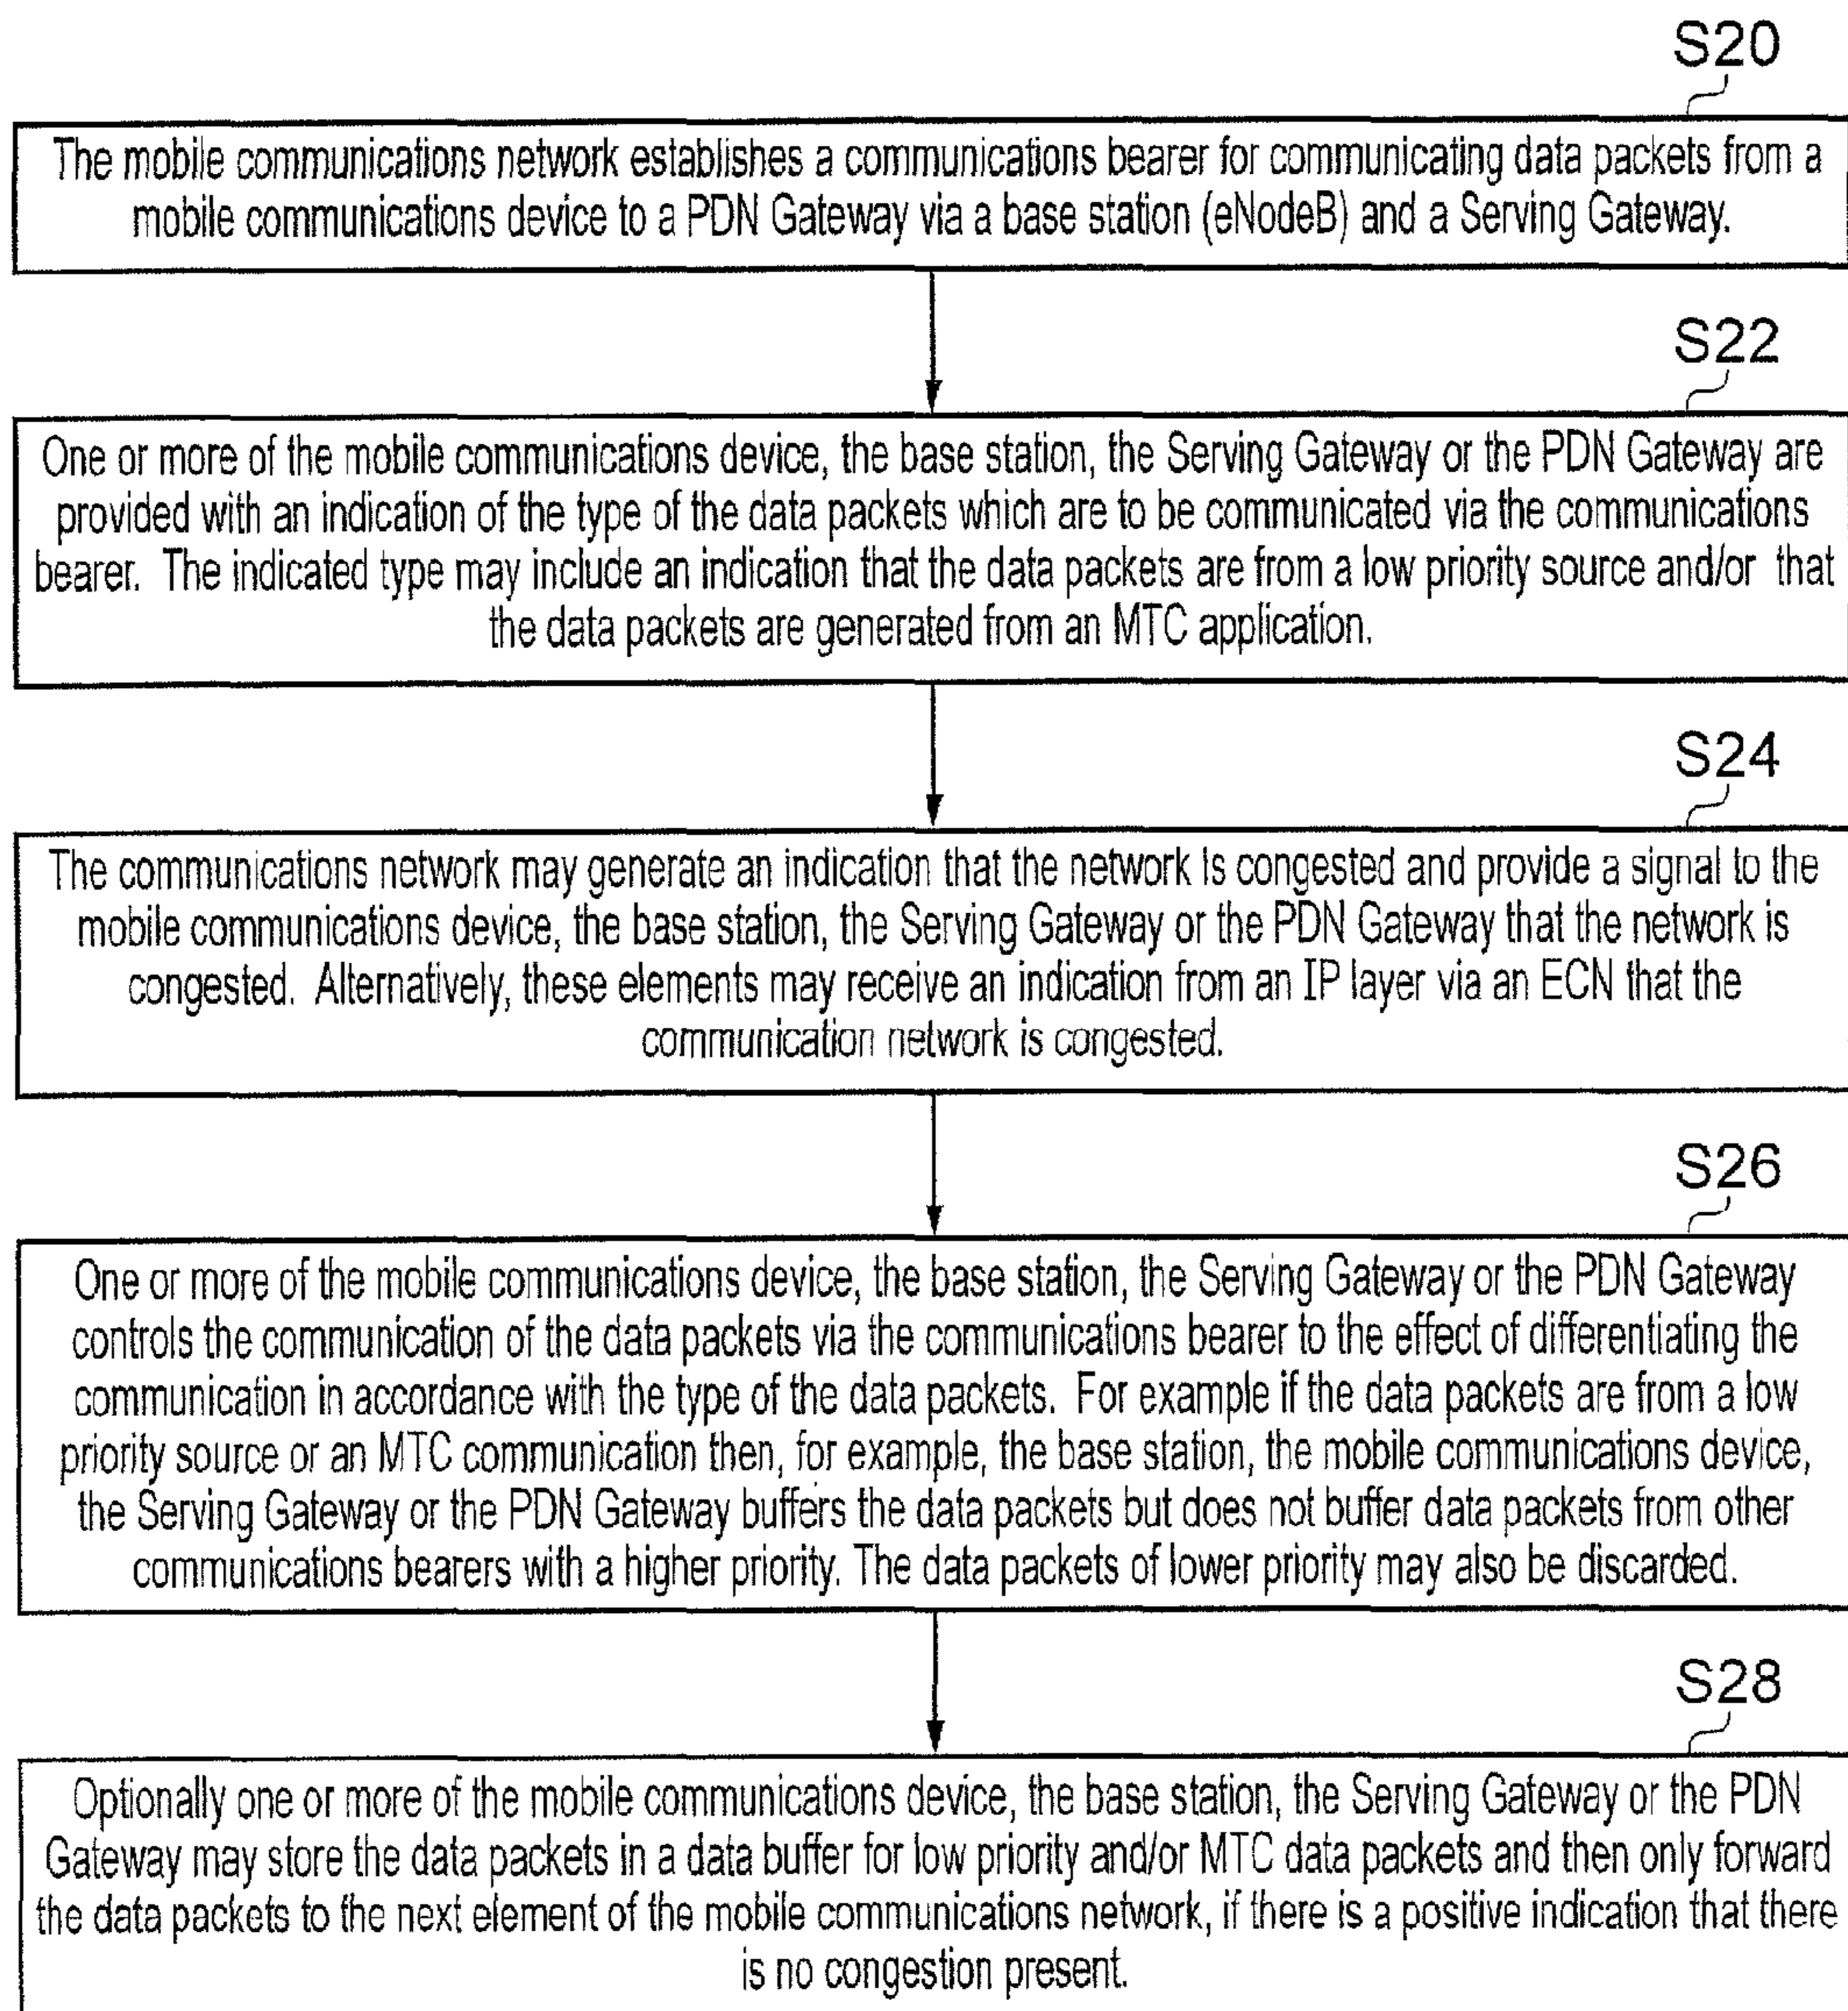 S20
The mobile communications network establishes a communications bearer for communicating data packets from a
mobile communications device to a PDN Gateway via a base station (eNodeB) and a Serving Gateway.
S22
One or more of the mobile communications device, the base station, the Serving Gateway or the PDN Gateway are
provided with an indication of the type of the data packets which are to be communicated via the communications
bearer. The indicated type may include an indication that the data packets are from a low priority source and/or that
the data packets are generated from an MTC application.
S24
The communications network may generate an indication that the network is congested and provide a signal to the
mobile communications device, the base station, the Serving Gateway or the PDN Gateway that the network is
congested. Alternatively, these elements may receive an indication from an IP layer via an ECN that the
communication network is congested.
S26
One or more of the mobile communications device, the base station, the Serving Gateway or the PDN Gateway
controls the communication of the data packets via the communications bearer to the effect of differentiating the
communication in accordance with the type of the data packets. For example if the data packets are from a low
priority source or an MTC communication then, for example, the base station, the mobile communications device,
the Serving Gateway or the PDN Gateway buffers the data packets but does not buffer data packets from other
communications bearers with a higher priority. The data packets of lower priority may also be discarded.
S28
Optionally one or more of the mobile communications device, the base station, the Serving Gateway or the PDN
Gateway may store the data packets in a data buffer for low priority and/or MTC data packets and then only forward
the data packets to the next element of the mobile communications network, if there is a positive indication that there
is no congestion present.